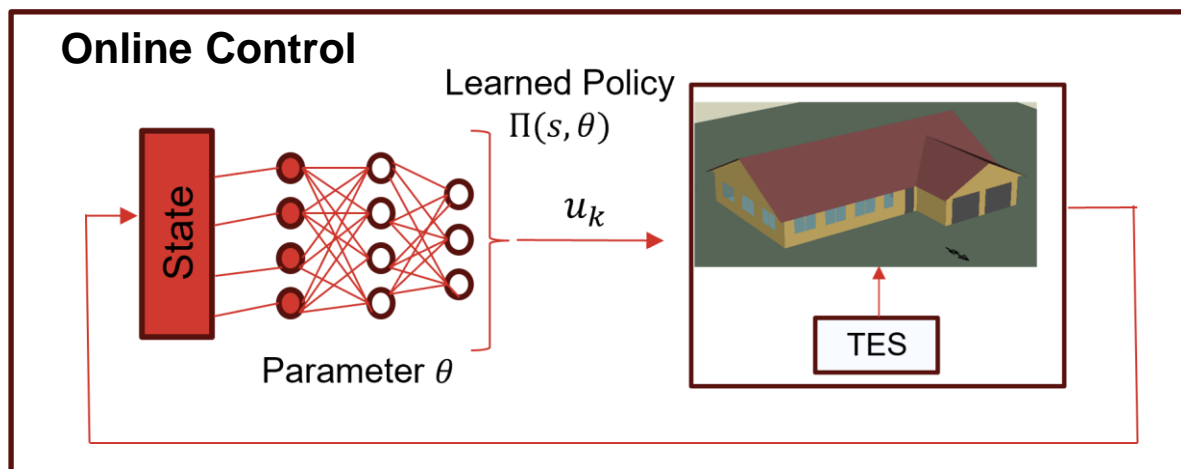 Online Control
Learned Policy
Π(s, θ)
State
u_k
TES
Parameter θ